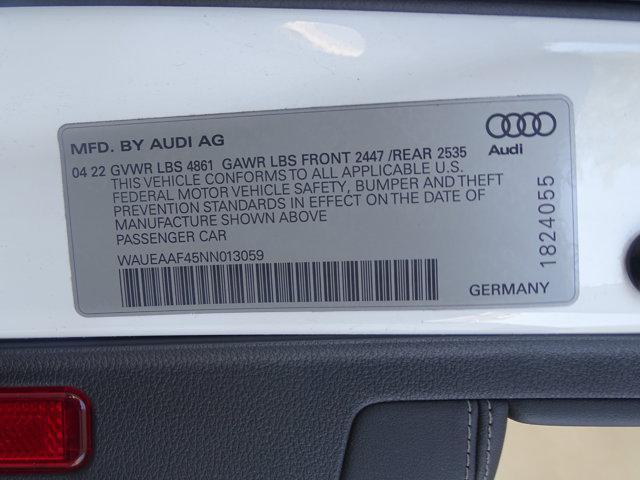 MFD. BY AUDI AG
Audi
04 22 GVWR LBS 4861 GAWR LBS FRONT 2447 /REAR 2535
THIS VEHICLE CONFORMS TO ALL APPLICABLE U.S.
FEDERAL MOTOR VEHICLE SAFETY, BUMPER AND THEFT
PREVENTION STANDARDS IN EFFECT ON THE DATE OF
MANUFACTURE SHOWN ABOVE
PASSENGER CAR
WAUEAAF45NN013059
GERMANY
1824055